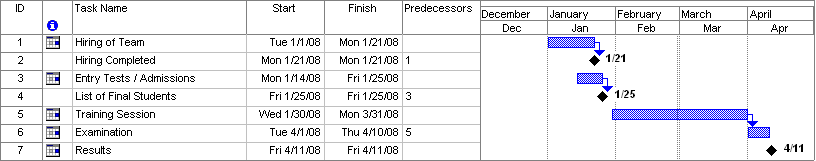 ID Task Name Start Finish Predecessors December January February March April
Dec Jan Feb Mar Apr
1 Hiring of Team Tue 1/1/08 Mon 1/21/08
2 Hiring Completed Mon 1/21/08 Mon 1/21/08 1 1/21
3 Entry Tests / Admissions Mon 1/14/08 Fri 1/25/08
4 List of Final Students Fri 1/25/08 Fri 1/25/08 3 1/25
5 Training Session Wed 1/30/08 Mon 3/31/08
6 Examination Tue 4/1/08 Thu 4/10/08 5
7 Results Fri 4/11/08 Fri 4/11/08 4/11